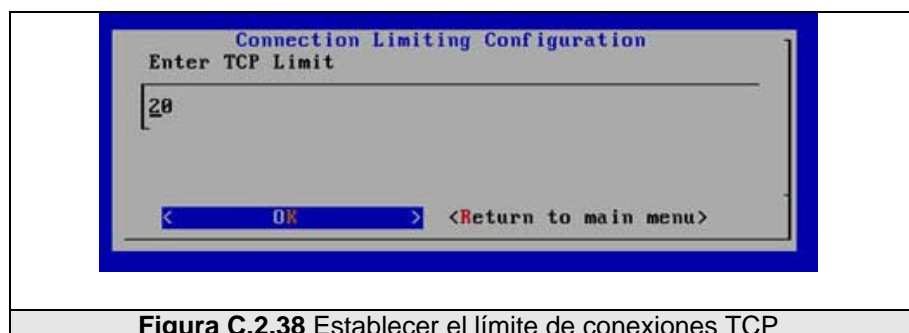 Connection Limiting Configuration
Enter TCP Limit
20
< OK > <Return to main menu>
Figura C.2.38 Establecer el límite de conexiones TCP